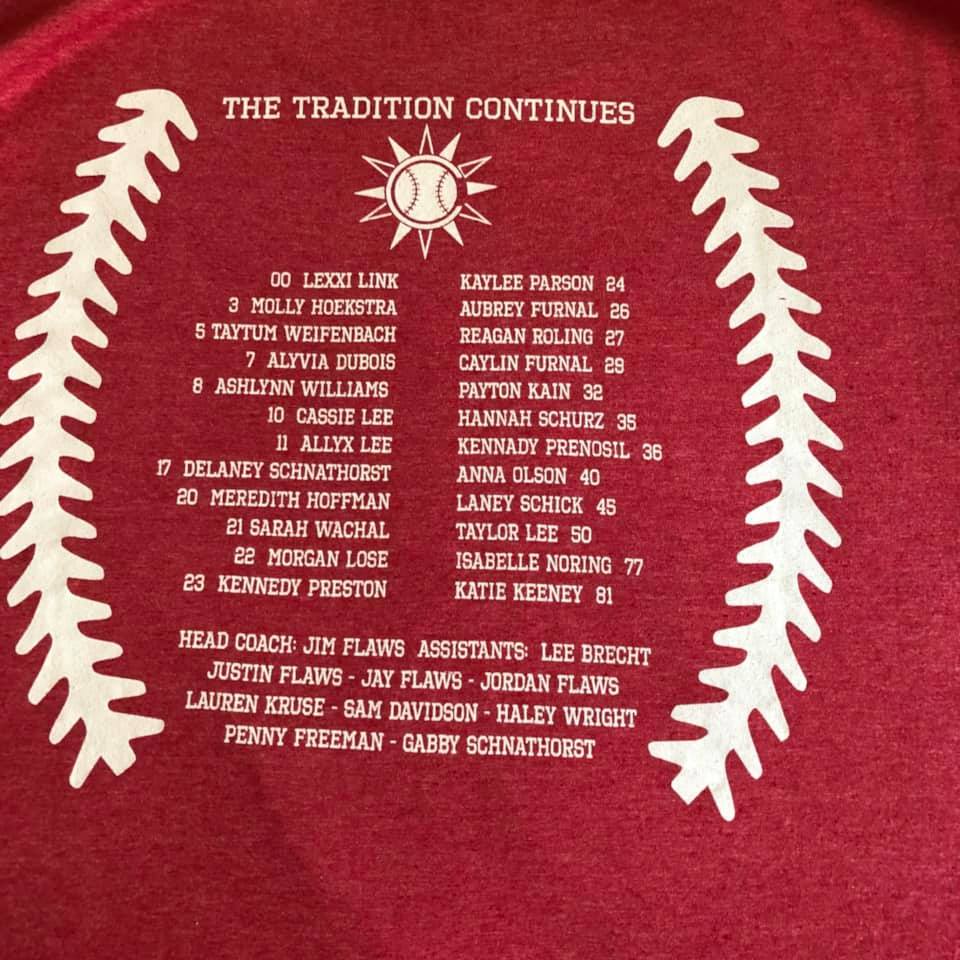 THE TRADITION CONTINUES
00 LEXXI LINK
3 MOLLY HOEKSTRA
5 TAYTUM WEIFENBACH
7 ALYVIA DUBOIS
8 ASHLYNN WILLIAMS
10 CASSIE LEE
11 ALLYX LEE
17 DELANEY SCHNATHORST
20 MEREDITH HOFFMAN
21 SARAH WACHAL
22 MORGAN LOSE
23 KENNEDY PRESTON
KAYLEE PARSON 24
AUBREY FURNAL 26
REAGAN ROLING 27
CAYLIN FURNAL 29
PAYTON KAIN 32
HANNAH SCHURZ 35
KENNADY PRENOSIL 36
ANNA OLSON 40
LANEY SCHICK 45
TAYLOR LEE 50
ISABELLE NORING 77
KATIE KEENEY 81
HEAD COACH: JIM FLAWS ASSISTANTS: LEE BRECHT
JUSTIN FLAWS - JAY FLAWS - JORDAN FLAWS
LAUREN KRUSE - SAM DAVIDSON - HALEY WRIGHT
PENNY FREEMAN - GABBY SCHNATHORST